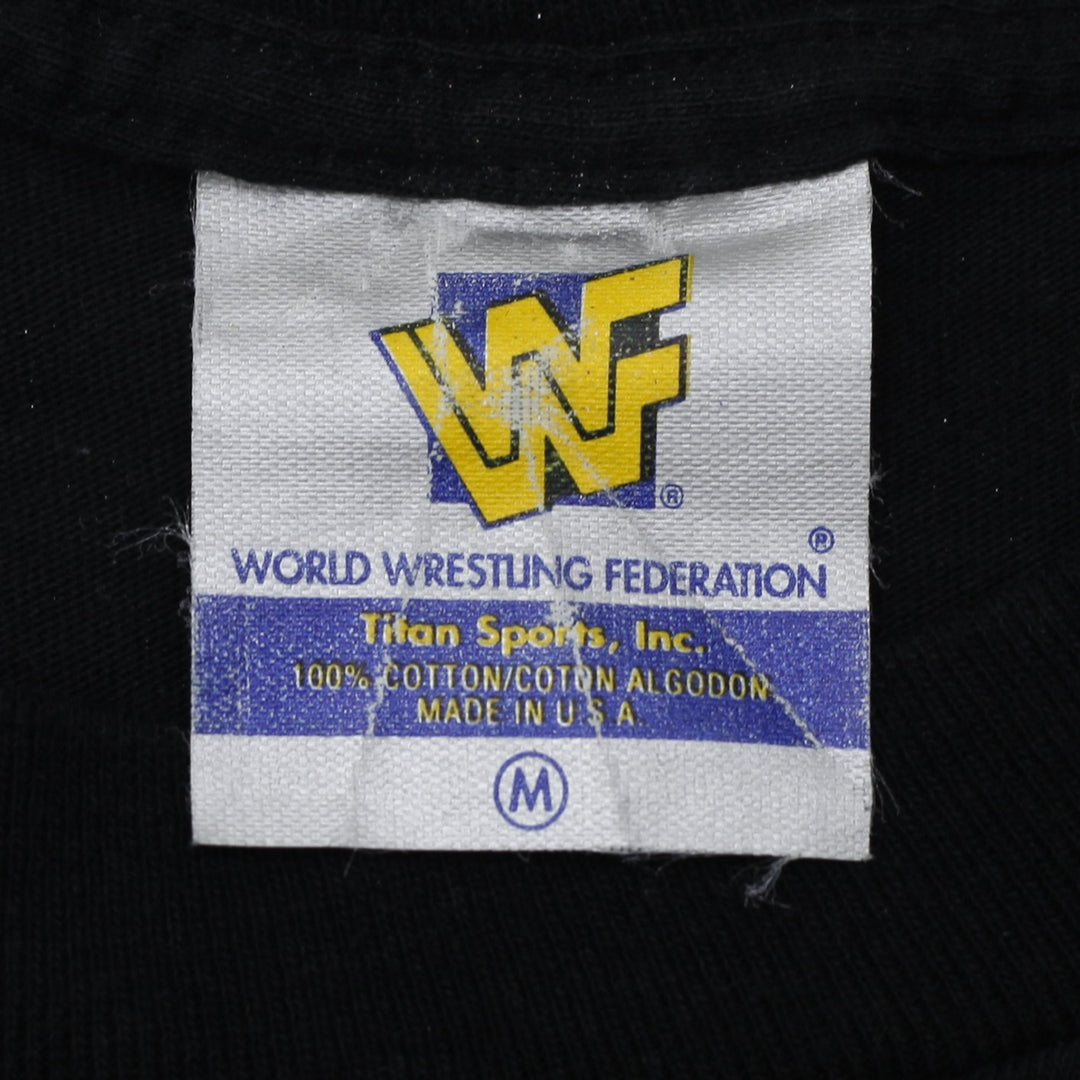 WF
®
®
WORLD WRESTLING FEDERATION
Titan Sports, Inc.
100% COTTON/COTON ALGODON
MADE IN U.S.A.
M